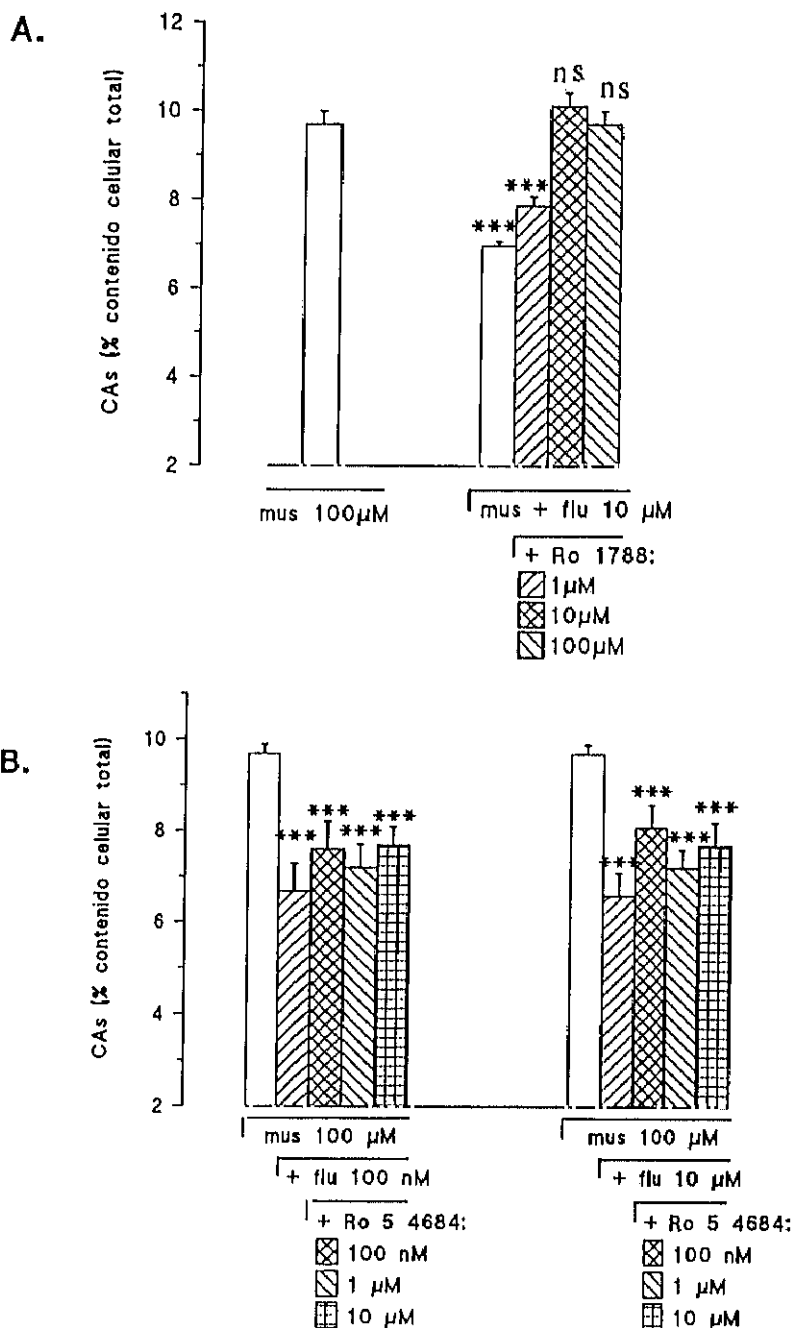 A.
CAs (% contenido celular total)
12
10
8
6
4
2
***
***
ns
ns
mus 100µM
mus + flu 10 µM
+ Ro 1788:
1µM
10µM
100µM
B.
CAs (% contenido celular total)
10
8
6
4
2
***
***
***
***
***
***
***
***
mus 100 µM
+ flu 100 nM
+ Ro 5 4684:
100 nM
1 µM
10 µM
mus 100 µM
+ flu 10 µM
+ Ro 5 4684:
100 nM
1 µM
10 µM